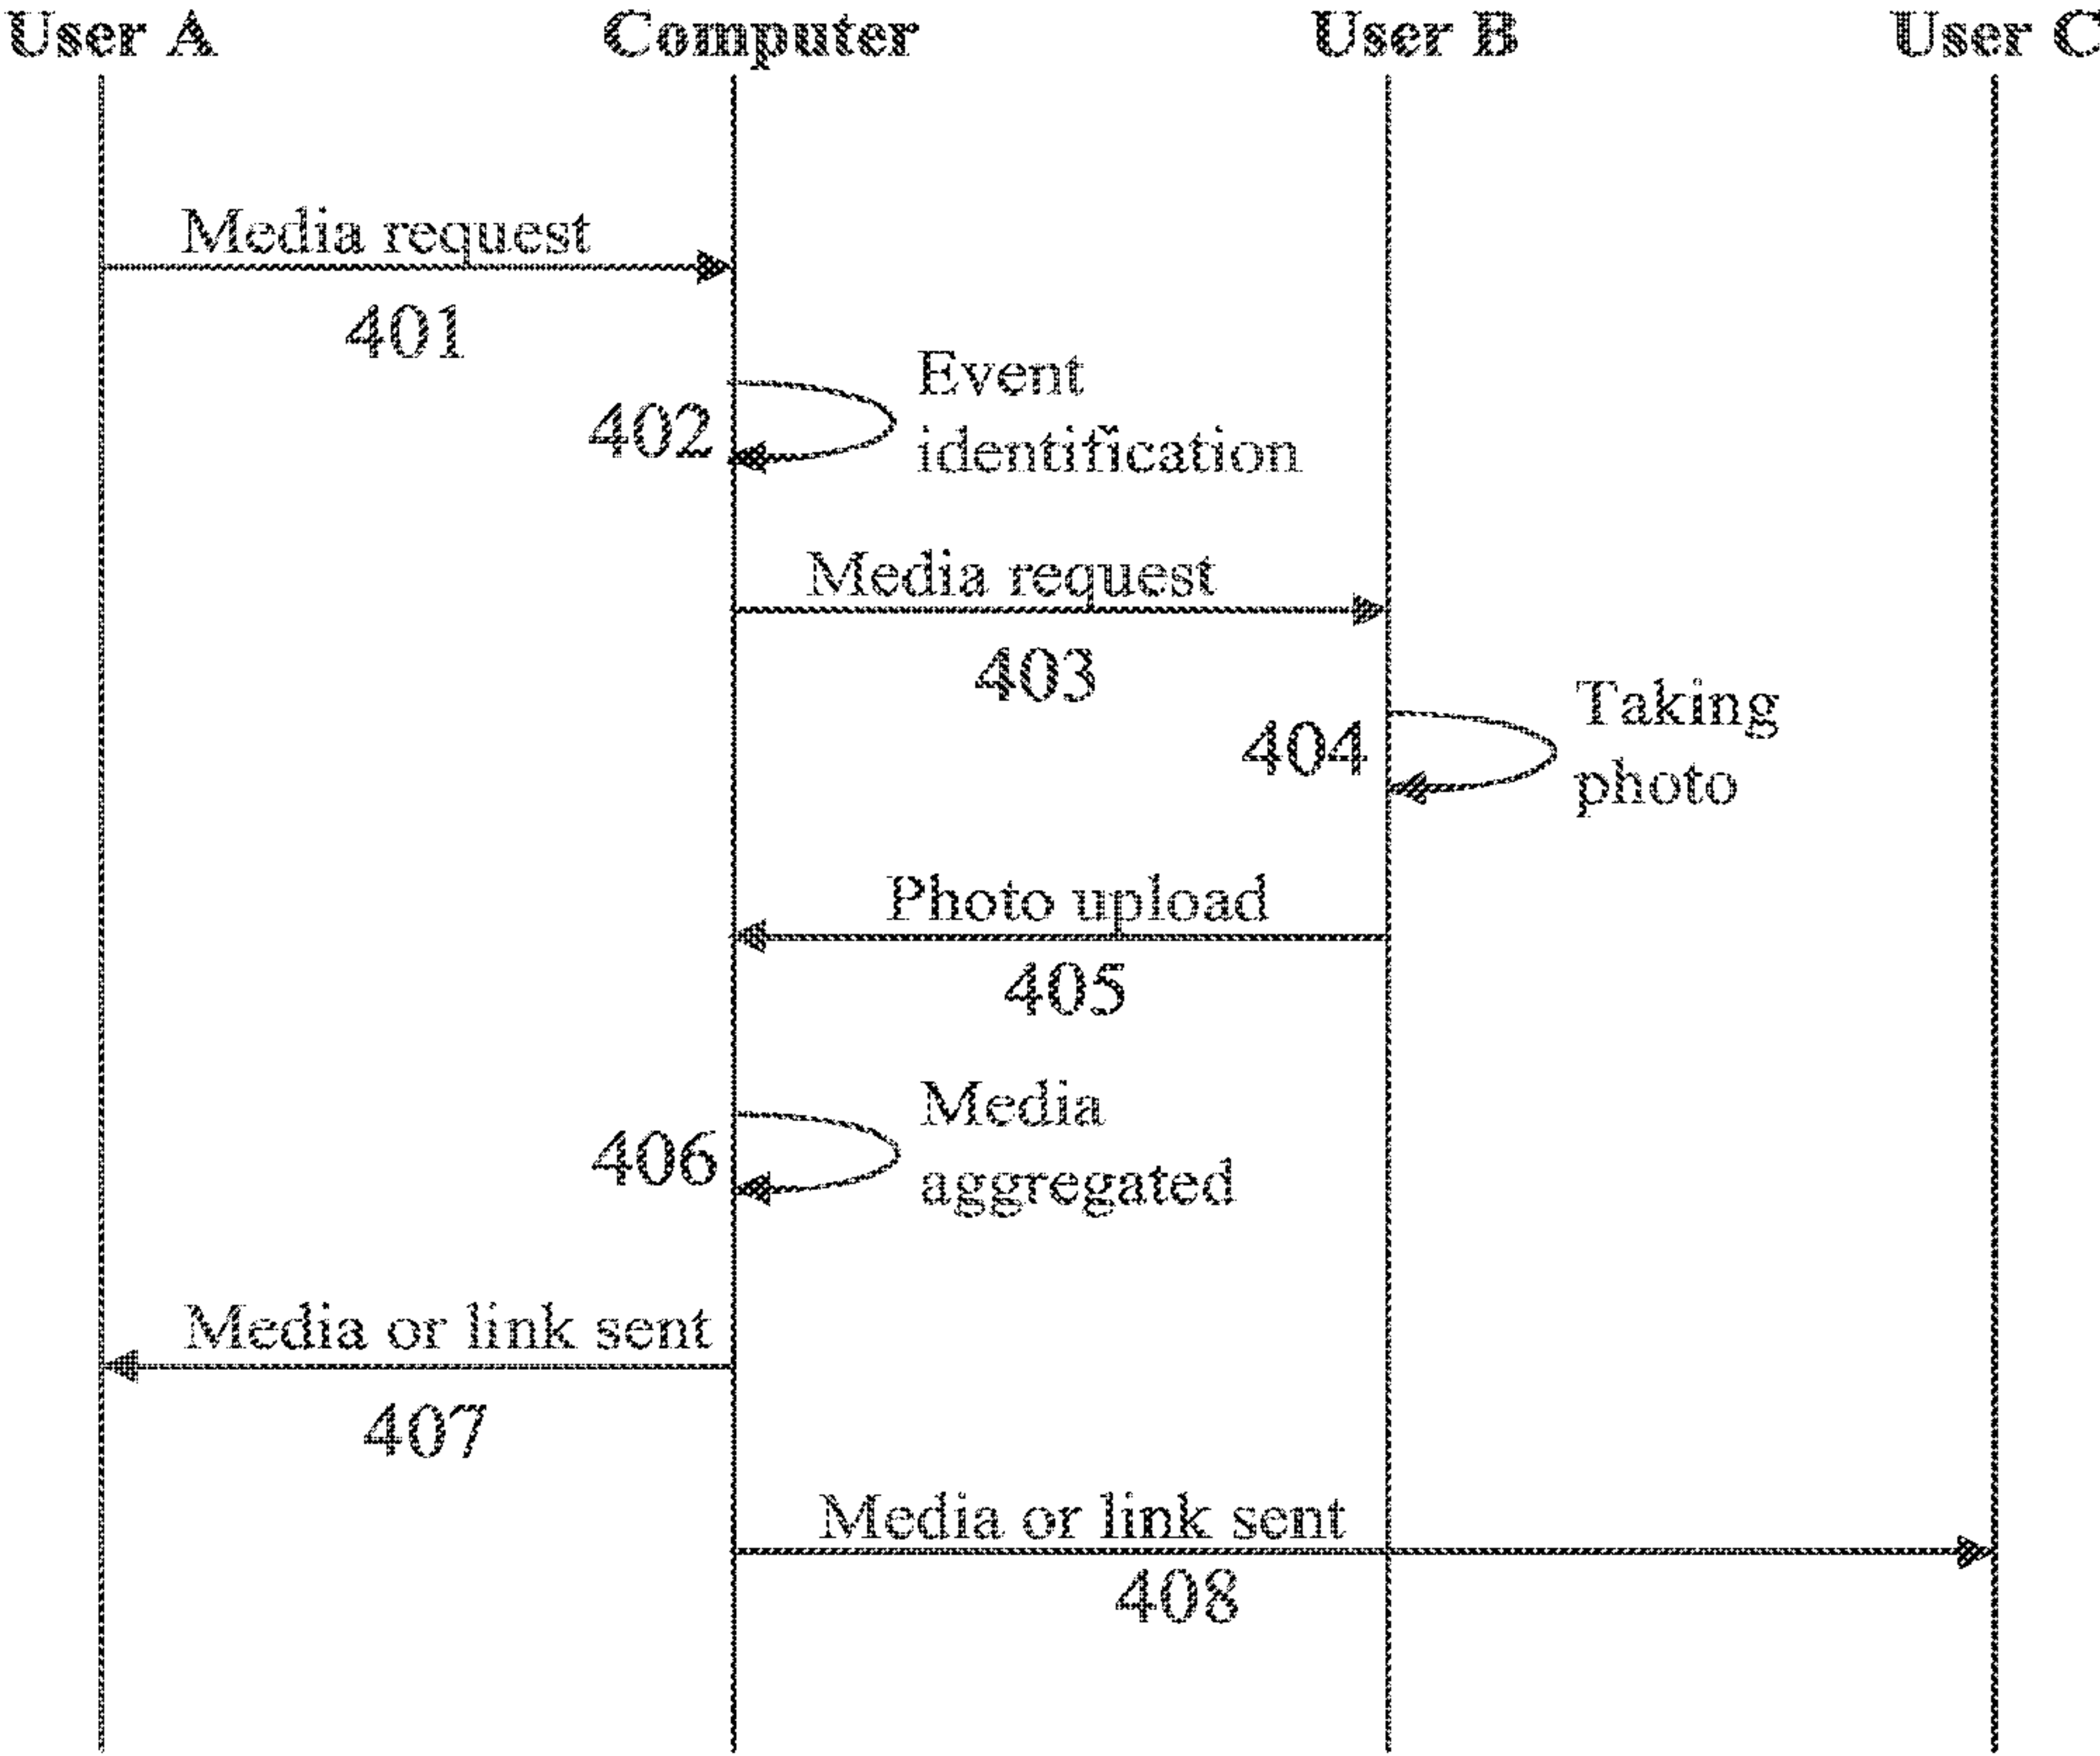 User A
Computer
User B
User C
Media request
401
Event
identification
402
Media request
403
Taking
photo
404
Photo upload
405
Media
aggregated
406
Media or link sent
407
Media or link sent
408